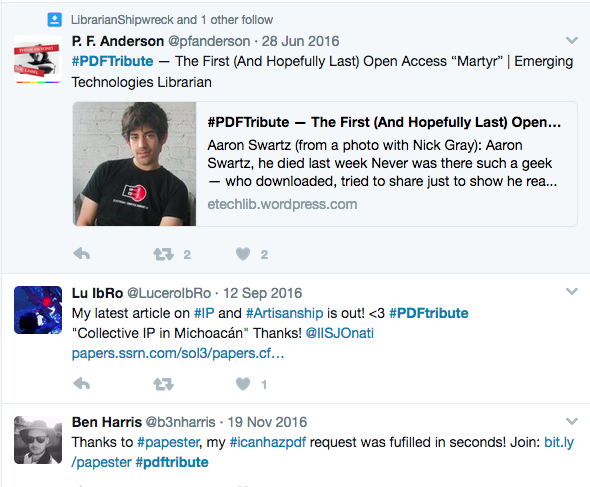 LibrarianShipwreck and 1 other follow
P. F. Anderson @pfanderson · 28 Jun 2016
#PDFTribute — The First (And Hopefully Last) Open Access “Martyr” | Emerging
Technologies Librarian
#PDFTribute — The First (And Hopefully Last) Open...
Aaron Swartz (from a photo with Nick Gray): Aaron
Swartz, he died last week Never was there such a geek
— who downloaded, tried to share just to show he rea...
etechlib.wordpress.com
2
2
Lu IbRo @LuceroIbRo · 12 Sep 2016
My latest article on #IP and #Artisanship is out! <3 #PDFtribute
"Collective IP in Michoacán" Thanks! @IISJOnati
papers.ssrn.com/sol3/papers.cf…
1
Ben Harris @b3nharris · 19 Nov 2016
Thanks to #papester, my #icanhazpdf request was fufilled in seconds! Join: bit.ly
/papester #pdftribute